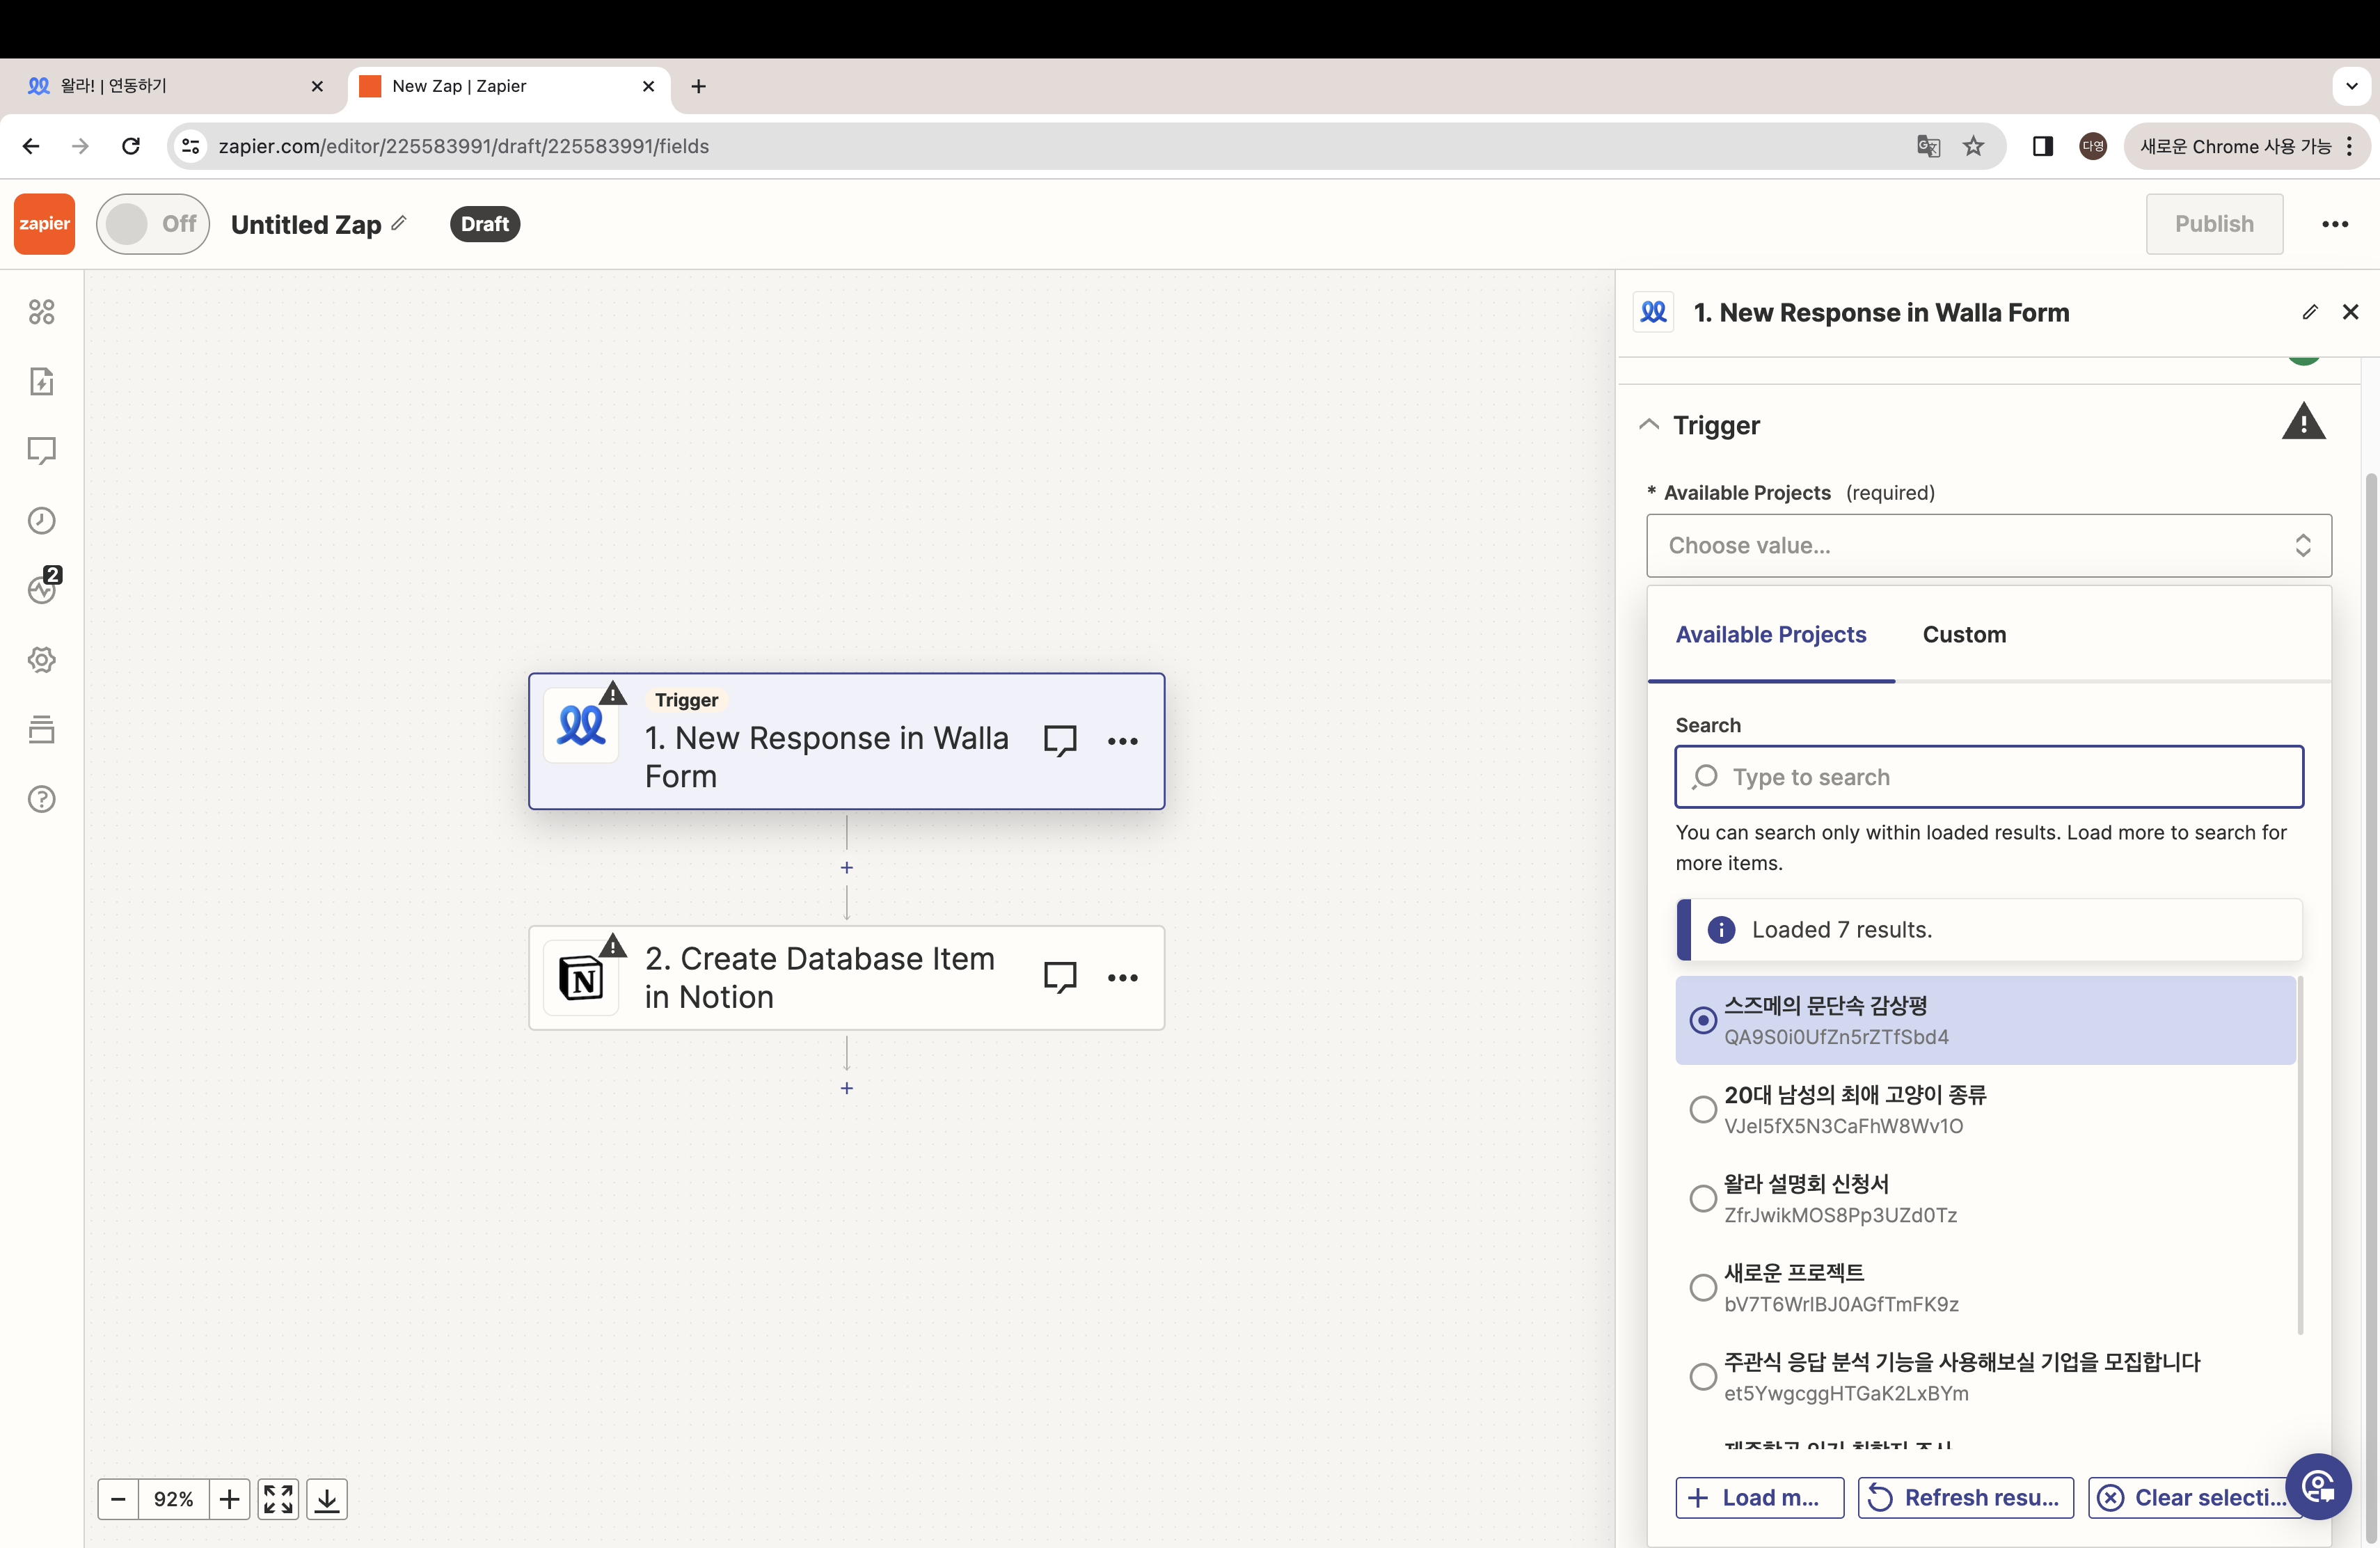 왈라! | 연동하기
New Zap | Zapier
zapier.com/editor/225583991/draft/225583991/fields
다영
새로운 Chrome 사용 가능
zapier
Off
Untitled Zap
Draft
Publish
2
Trigger
1. New Response in Walla
Form
2. Create Database Item
in Notion
92%
1. New Response in Walla Form
Trigger
* Available Projects (required)
Choose value...
Available Projects
Custom
Search
Type to search
You can search only within loaded results. Load more to search for
more items.
Loaded 7 results.
스즈메의 문단속 감상평
QA9S0i0UfZn5rZTfSbd4
20대 남성의 최애 고양이 종류
VJeI5fX5N3CaFhW8Wv1O
왈라 설명회 신청서
ZfrJwikMOS8Pp3UZd0Tz
새로운 프로젝트
bV7T6WrIBJ0AGfTmFK9z
주관식 응답 분석 기능을 사용해보실 기업을 모집합니다
et5YwgcggHTGaK2LxBYm
Load m...
Refresh resu...
Clear selecti...